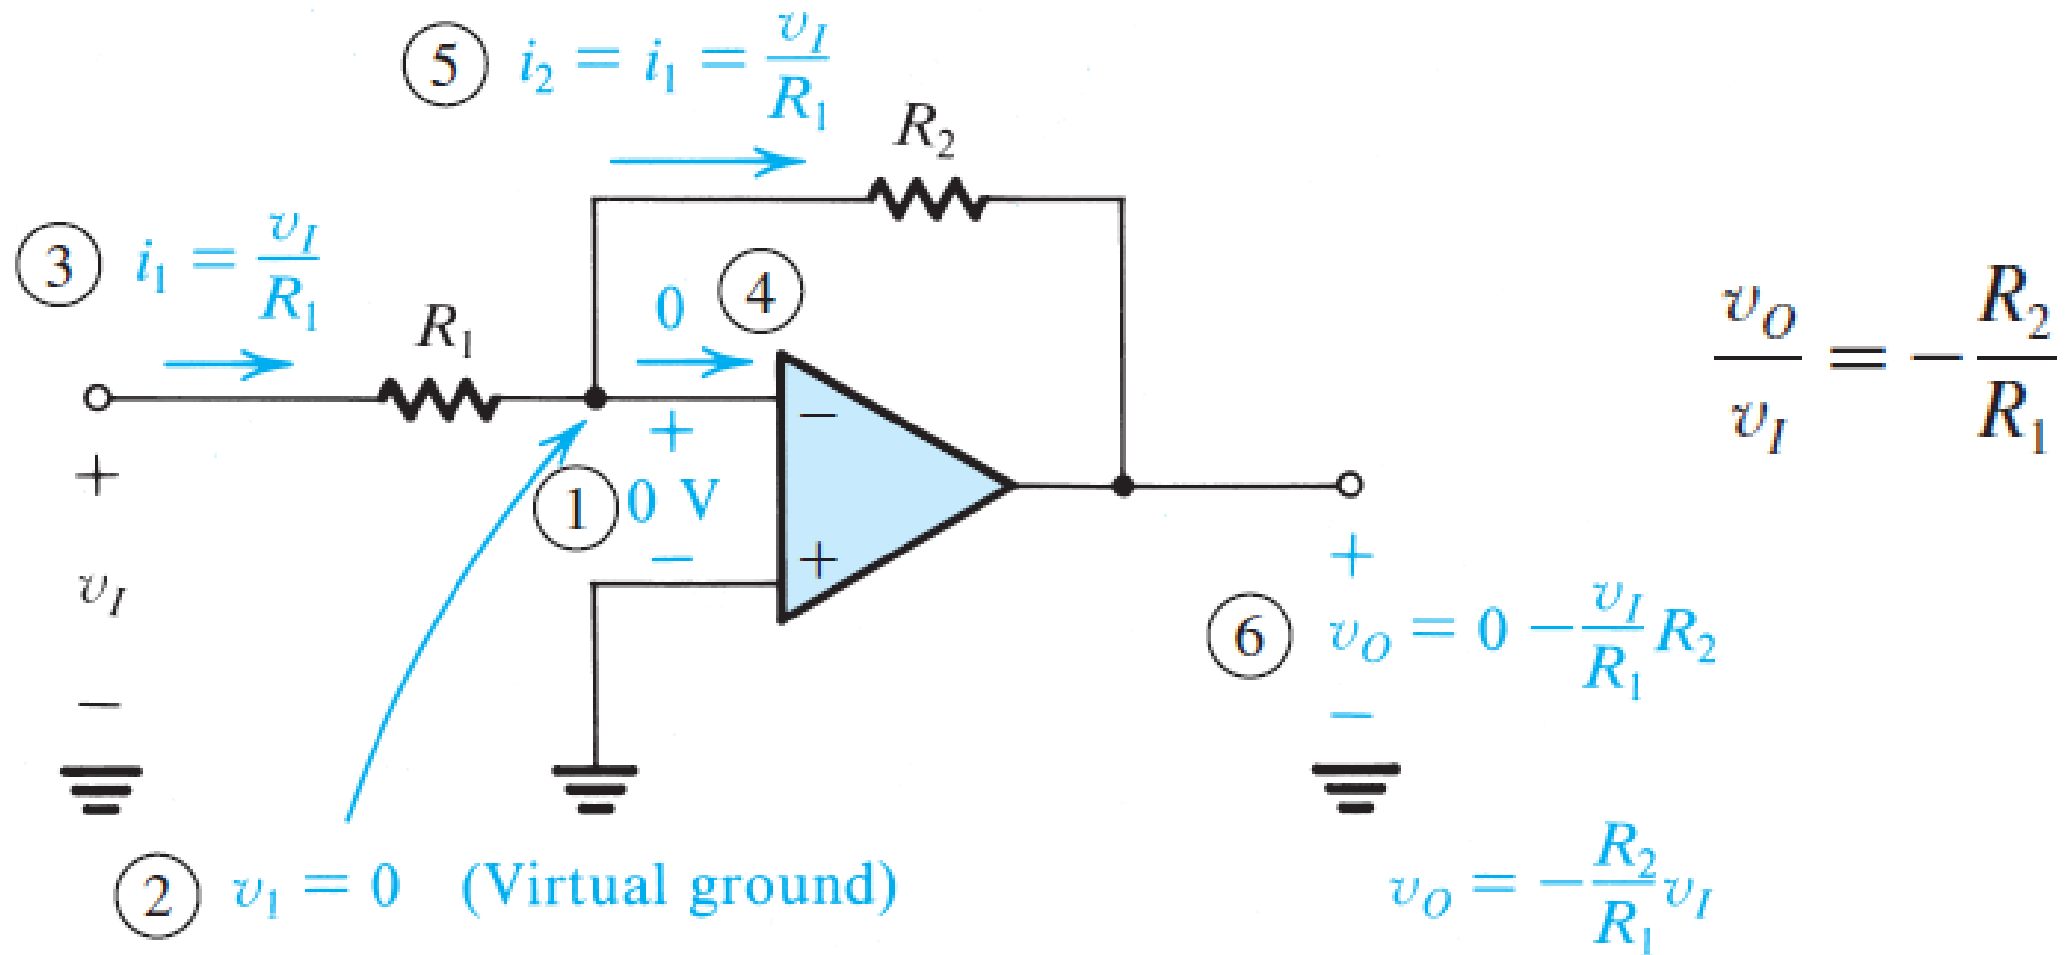 ⑤ i₂ = i₁ = v_I / R₁
R₂
③ i₁ = v_I / R₁
R₁
0 ④
−
+
① 0 V
−
+
+
v_I
−
v_O / v_I = − R₂ / R₁
+
⑥ v_O = 0 − v_I / R₁ R₂
−
② v₁ = 0 (Virtual ground)
v_O = − R₂ / R₁ v_I